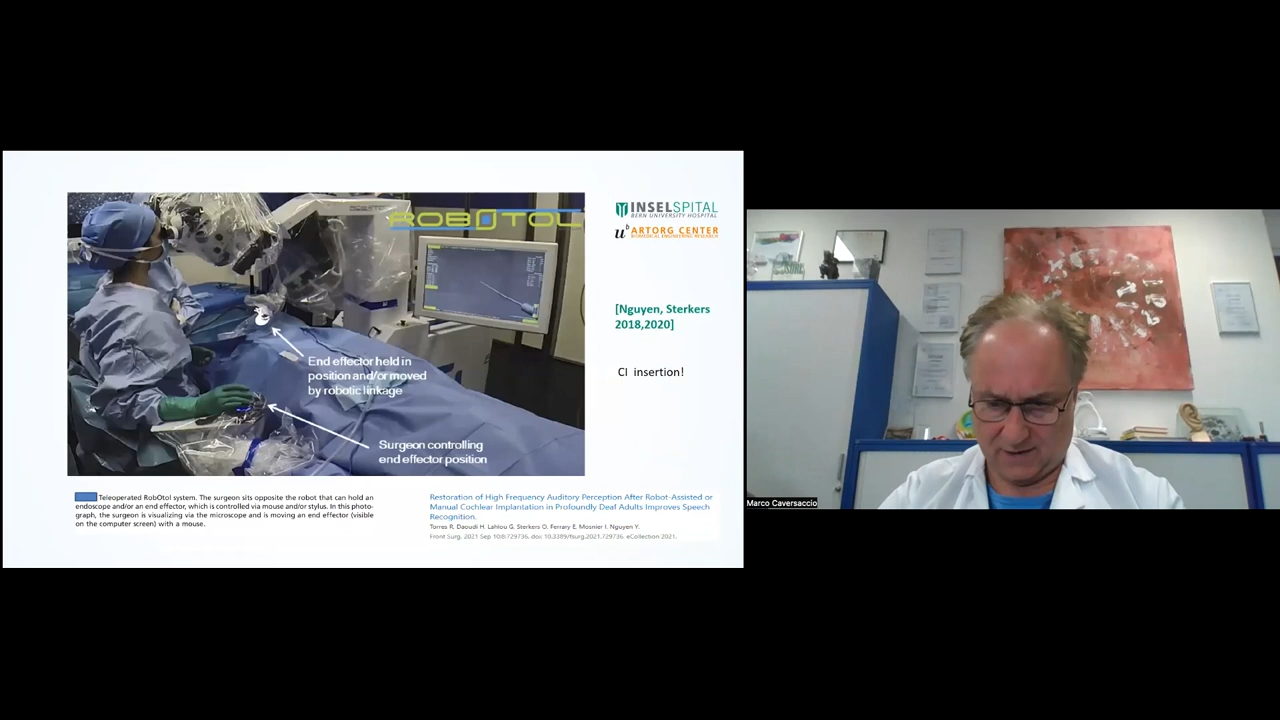 ROBOTOL
End effector held in
position and/or moved
by robotic linkage
Surgeon controlling
end effector position
INSELSPITAL
BERN UNIVERSITY HOSPITAL
u b ARTORG CENTER
BIOMEDICAL ENGINEERING RESEARCH
[Nguyen, Sterkers
2018,2020]
CI insertion!
Teleoperated RobOtol system. The surgeon sits opposite the robot that can hold an
endoscope and/or an end effector, which is controlled via mouse and/or stylus. In this photo-
graph, the surgeon is visualizing via the microscope and is moving an end effector (visible
on the computer screen) with a mouse.
Restoration of High Frequency Auditory Perception After Robot-Assisted or
Manual Cochlear Implantation in Profoundly Deaf Adults Improves Speech
Recognition.
Torres R, Daoudi H, Lahlou G, Sterkers O, Ferrary E, Mosnier I, Nguyen Y.
Front Surg. 2021 Sep 10;8:729736. doi: 10.3389/fsurg.2021.729736. eCollection 2021.
Marco Caversaccio